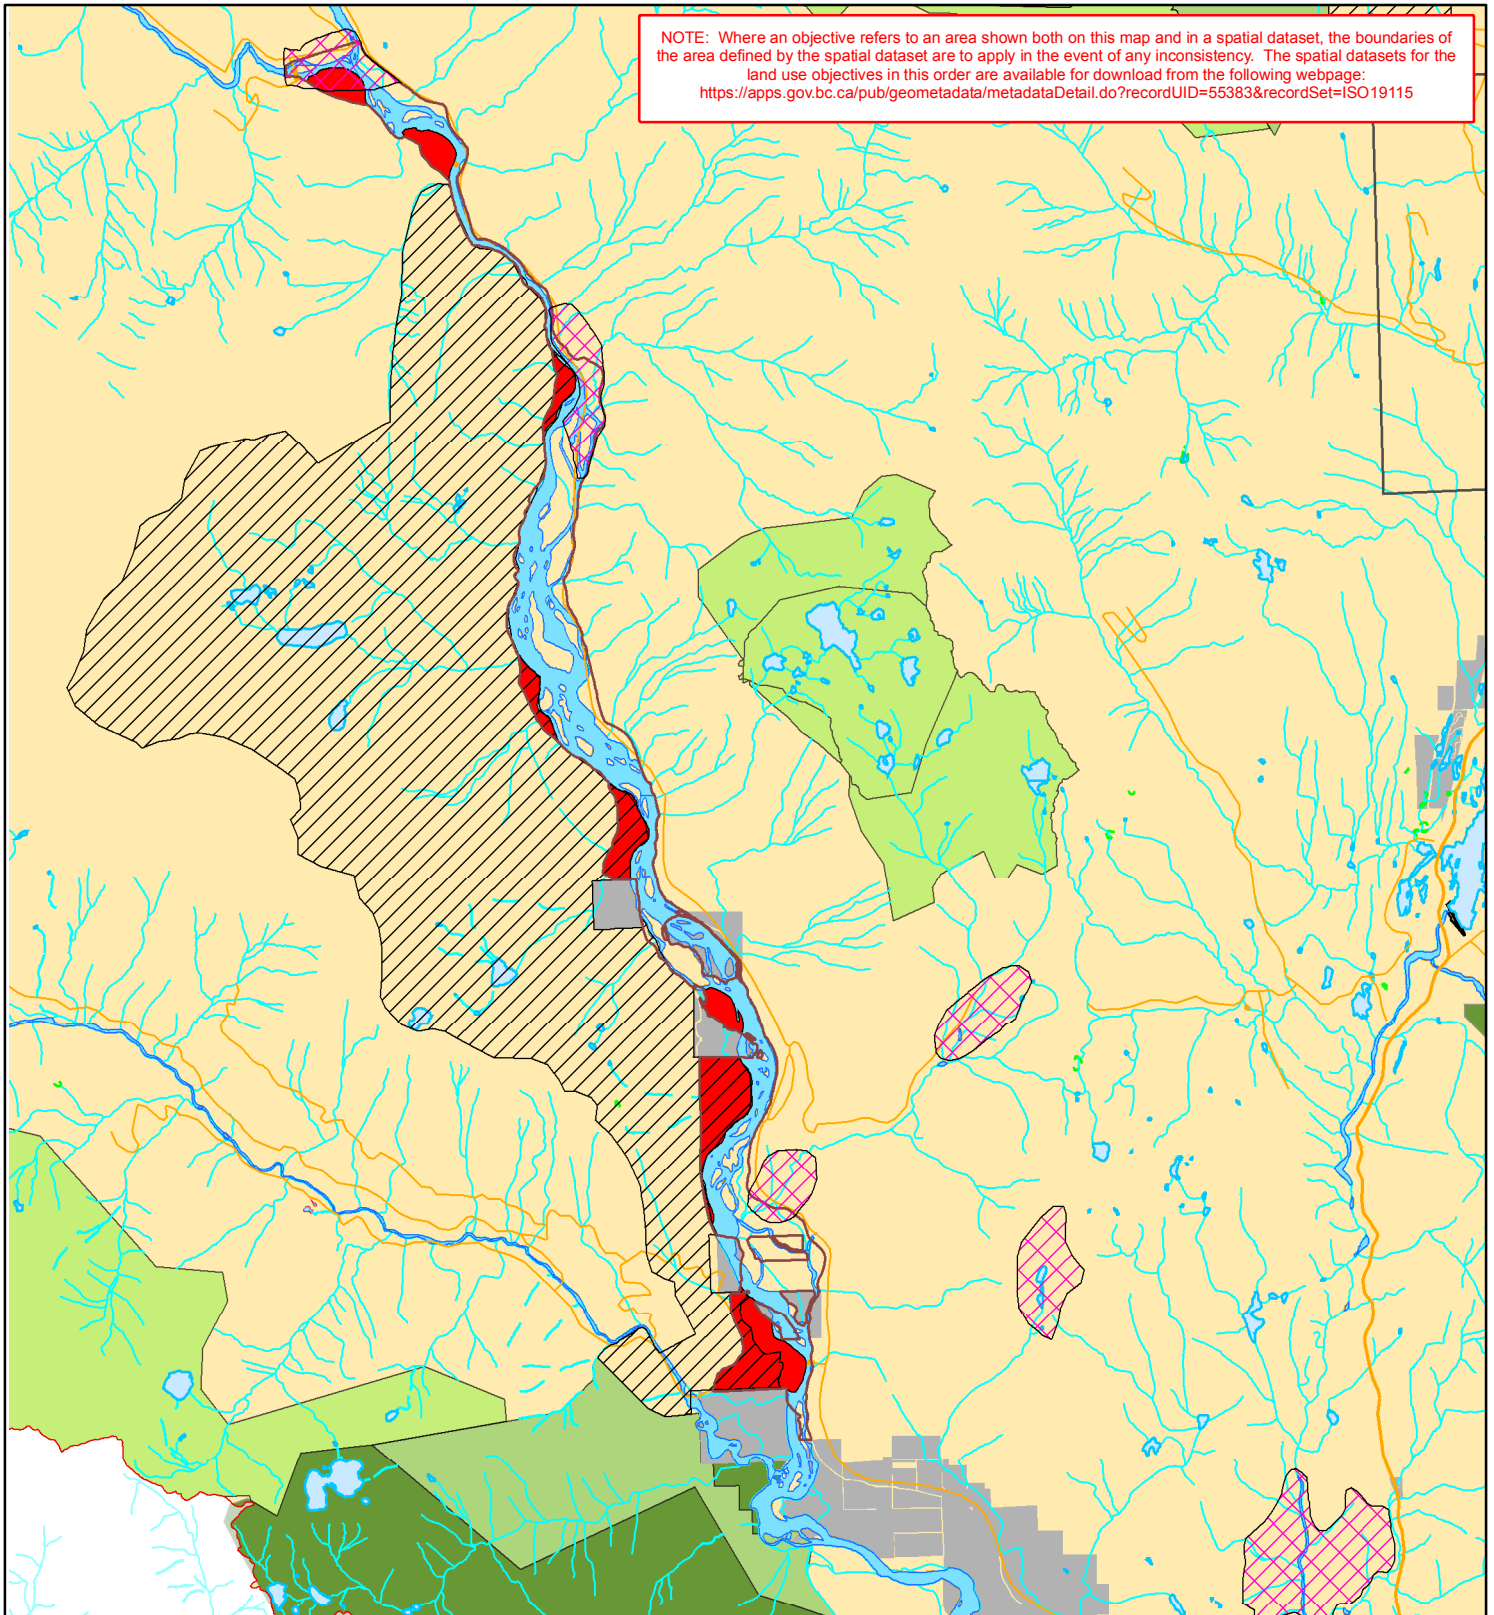 NOTE: Where an objective refers to an area shown both on this map and in a spatial dataset, the boundaries of
the area defined by the spatial dataset are to apply in the event of any inconsistency. The spatial datasets for the
land use objectives in this order are available for download from the following webpage:
https://apps.gov.bc.ca/pub/geometadata/metadataDetail.do?recordUID=55383&recordSet=ISO19115